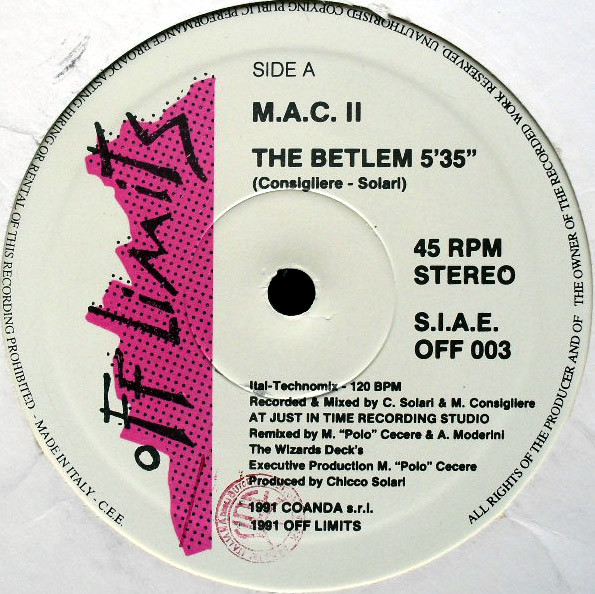 SIDE A
M.A.C. II
THE BETLEM 5'35"
(Consigliere - Solari)
45 RPM
STEREO
S.I.A.E.
OFF 003
OFF LIMITS
Ital-Technomix - 120 BPM
Recorded & Mixed by C. Solari & M. Consigliere
AT JUST IN TIME RECORDING STUDIO
Remixed by M. "Polo" Cecere & A. Moderini
The Wizards Deck's
Executive Production M. "Polo" Cecere
Produced by Chicco Solari
1991 COANDA s.r.l.
1991 OFF LIMITS
ALL RIGHTS OF THE PRODUCER AND OF THE OWNER OF THE RECORDED WORK RESERVED. UNAUTHORISED COPYING PUBLIC PERFORMANCE BROADCASTING HIRING OR RENTAL OF THIS RECORDING PROHIBITED - MADE IN ITALY - C.E.E.